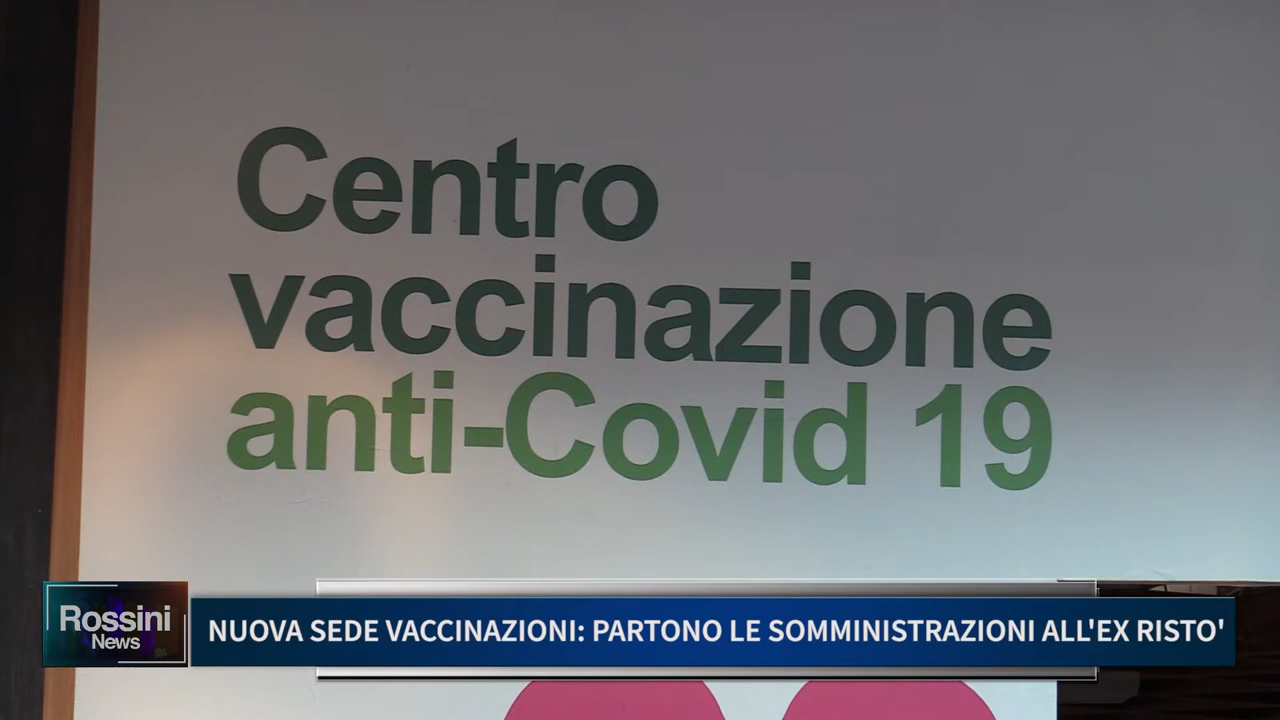 Centro
vaccinazione
anti-Covid 19
Rossini
News
NUOVA SEDE VACCINAZIONI: PARTONO LE SOMMINISTRAZIONI ALL'EX RISTO'